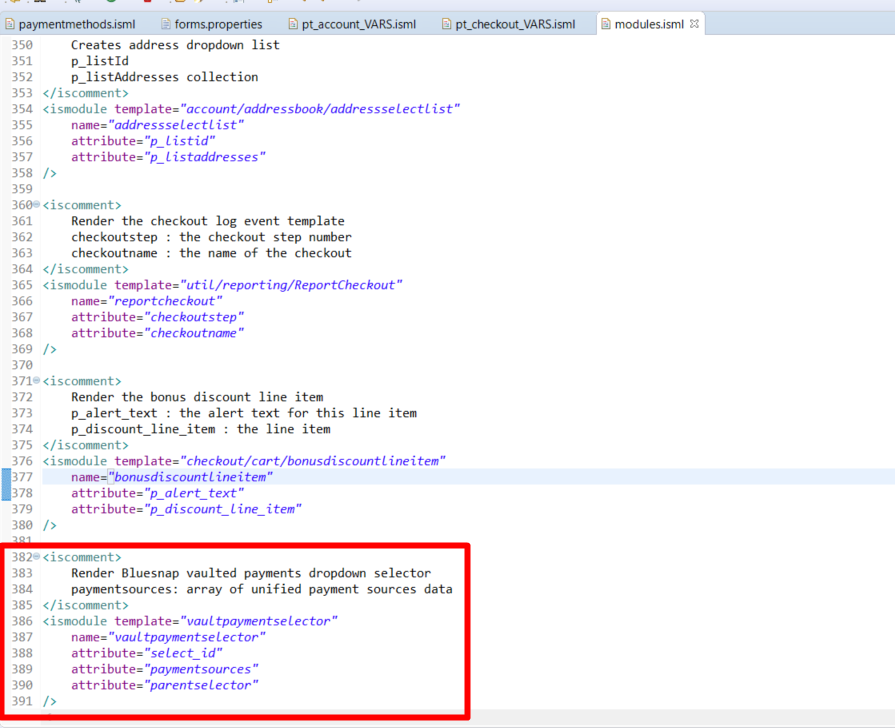 paymentmethods.isml forms.properties pt_account_VARS.isml pt_checkout_VARS.isml modules.isml
350 Creates address dropdown list
351 p_listId
352 p_listAddresses collection
353 </iscomment>
354 <ismodule template="account/addressbook/addressselectlist"
355 name="addressselectlist"
356 attribute="p_listid"
357 attribute="p_listaddresses"
358 />
359
360 <iscomment>
361 Render the checkout log event template
362 checkoutstep : the checkout step number
363 checkoutname : the name of the checkout
364 </iscomment>
365 <ismodule template="util/reporting/ReportCheckout"
366 name="reportcheckout"
367 attribute="checkoutstep"
368 attribute="checkoutname"
369 />
370
371 <iscomment>
372 Render the bonus discount line item
373 p_alert_text : the alert text for this line item
374 p_discount_line_item : the line item
375 </iscomment>
376 <ismodule template="checkout/cart/bonusdiscountlineitem"
377 name="bonusdiscountlineitem"
378 attribute="p_alert_text"
379 attribute="p_discount_line_item"
380 />
381
382 <iscomment>
383 Render Bluesnap vaulted payments dropdown selector
384 paymentsources: array of unified payment sources data
385 </iscomment>
386 <ismodule template="vaultpaymentselector"
387 name="vaultpaymentselector"
388 attribute="select_id"
389 attribute="paymentsources"
390 attribute="parentselector"
391 />